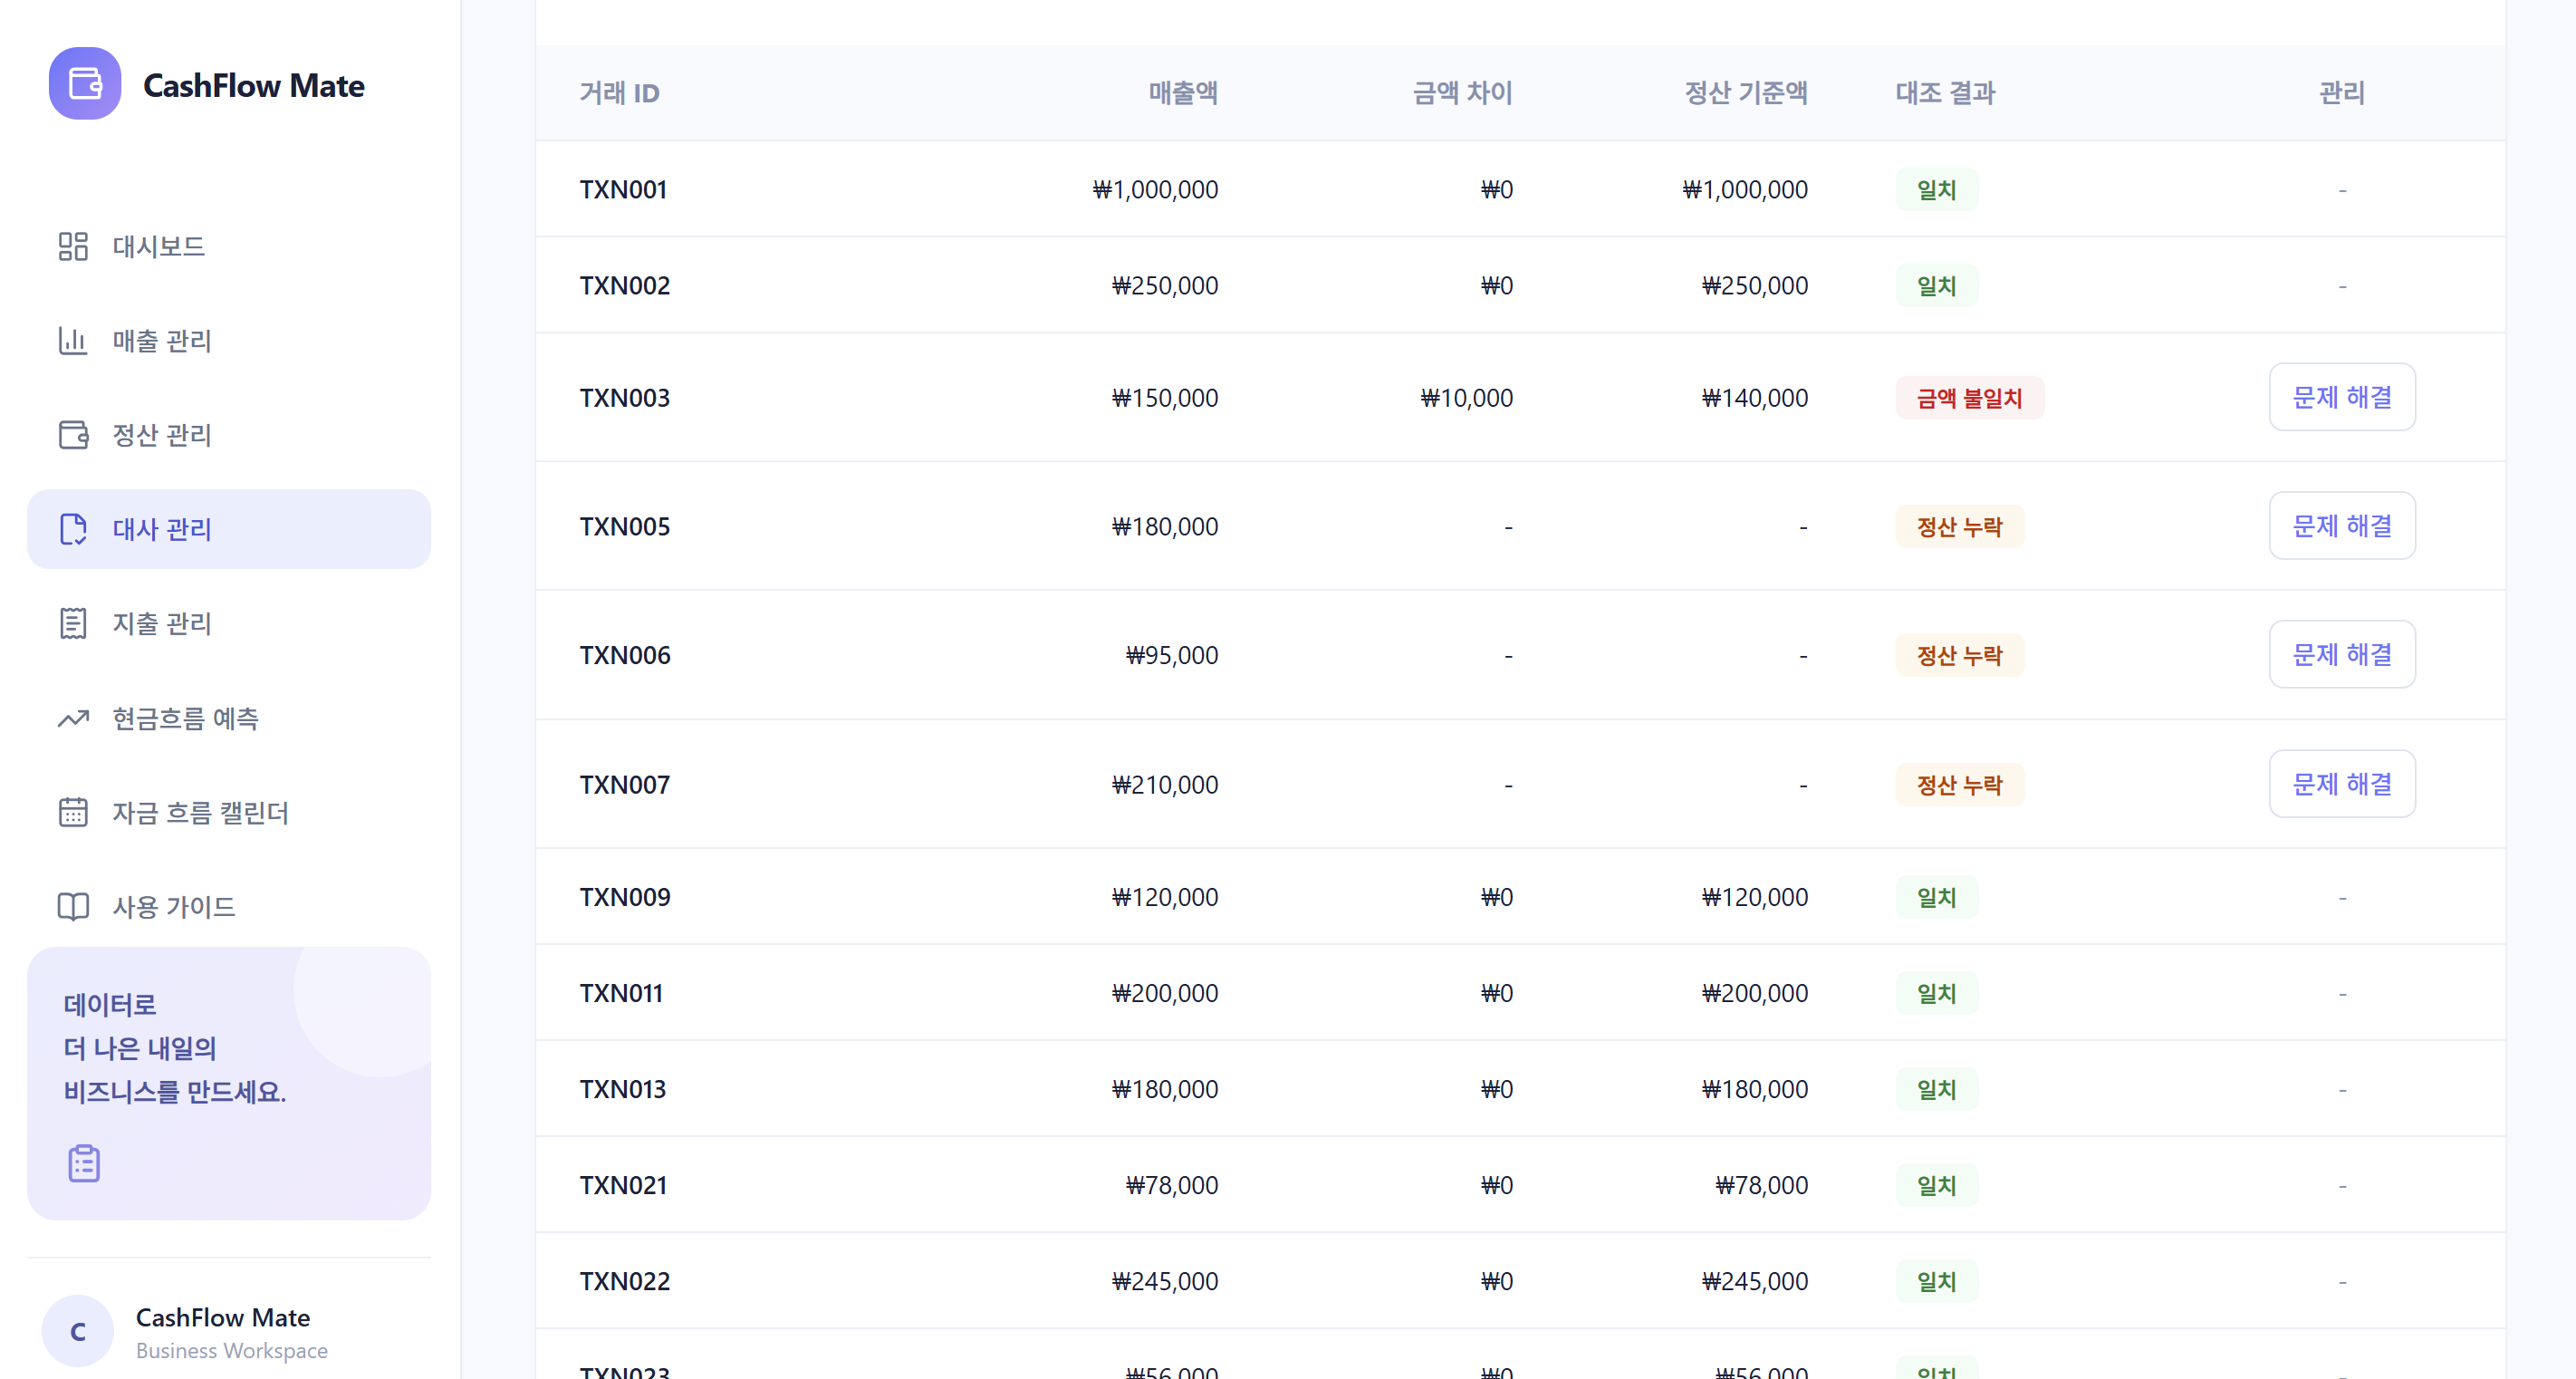 CashFlow Mate
대시보드
매출 관리
정산 관리
대사 관리
지출 관리
현금흐름 예측
자금 흐름 캘린더
사용 가이드
데이터로
더 나은 내일의
비즈니스를 만드세요.
C
CashFlow Mate
Business Workspace
거래 ID 매출액 금액 차이 정산 기준액 대조 결과 관리
TXN001 ₩1,000,000 ₩0 ₩1,000,000 일치 -
TXN002 ₩250,000 ₩0 ₩250,000 일치 -
TXN003 ₩150,000 ₩10,000 ₩140,000 금액 불일치 문제 해결
TXN005 ₩180,000 - - 정산 누락 문제 해결
TXN006 ₩95,000 - - 정산 누락 문제 해결
TXN007 ₩210,000 - - 정산 누락 문제 해결
TXN009 ₩120,000 ₩0 ₩120,000 일치 -
TXN011 ₩200,000 ₩0 ₩200,000 일치 -
TXN013 ₩180,000 ₩0 ₩180,000 일치 -
TXN021 ₩78,000 ₩0 ₩78,000 일치 -
TXN022 ₩245,000 ₩0 ₩245,000 일치 -
TXN023 ₩56,000 ₩0 ₩56,000 일치 -